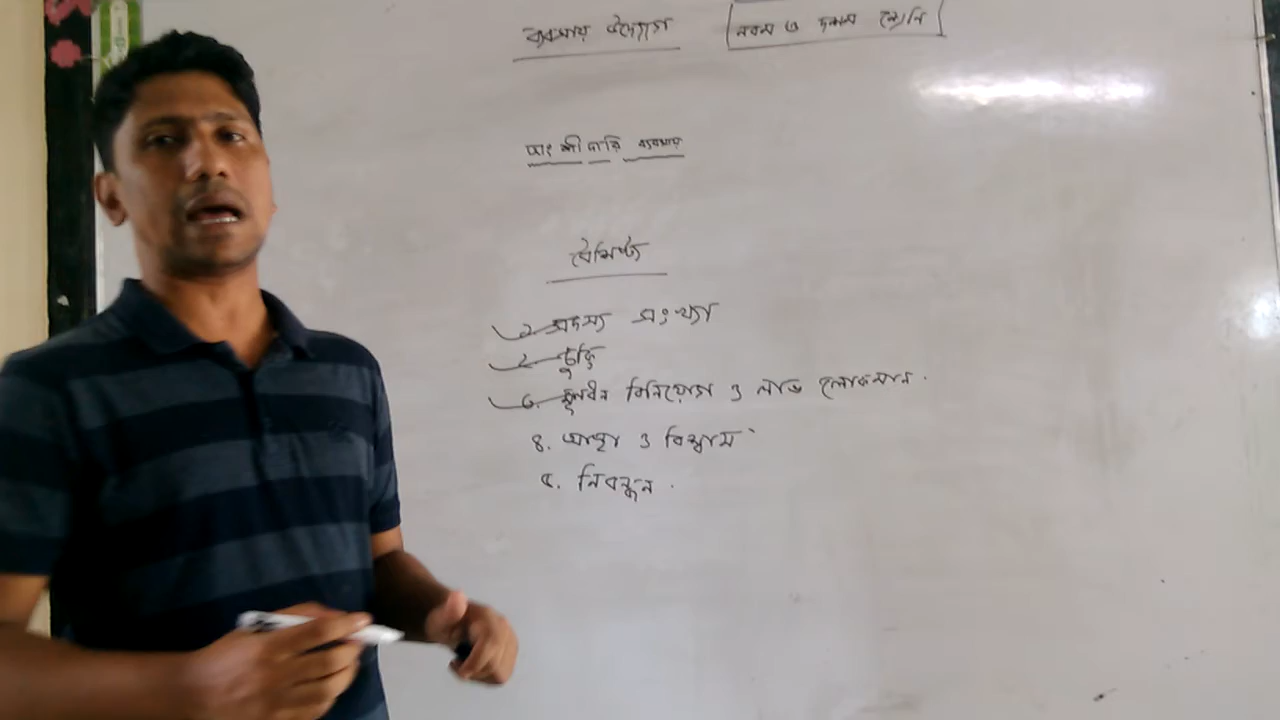 ব্যবসায় উদ্যোগ
নবম ও দশম শ্রেণি
অংশীদারি ব্যবসায়
বৈশিষ্ট্য
১. সদস্য সংখ্যা
২. চুক্তি
৩. মূলধন বিনিয়োগ ও লাভ লোকসান.
৪. আস্থা ও বিশ্বাস
৫. নিবন্ধন.